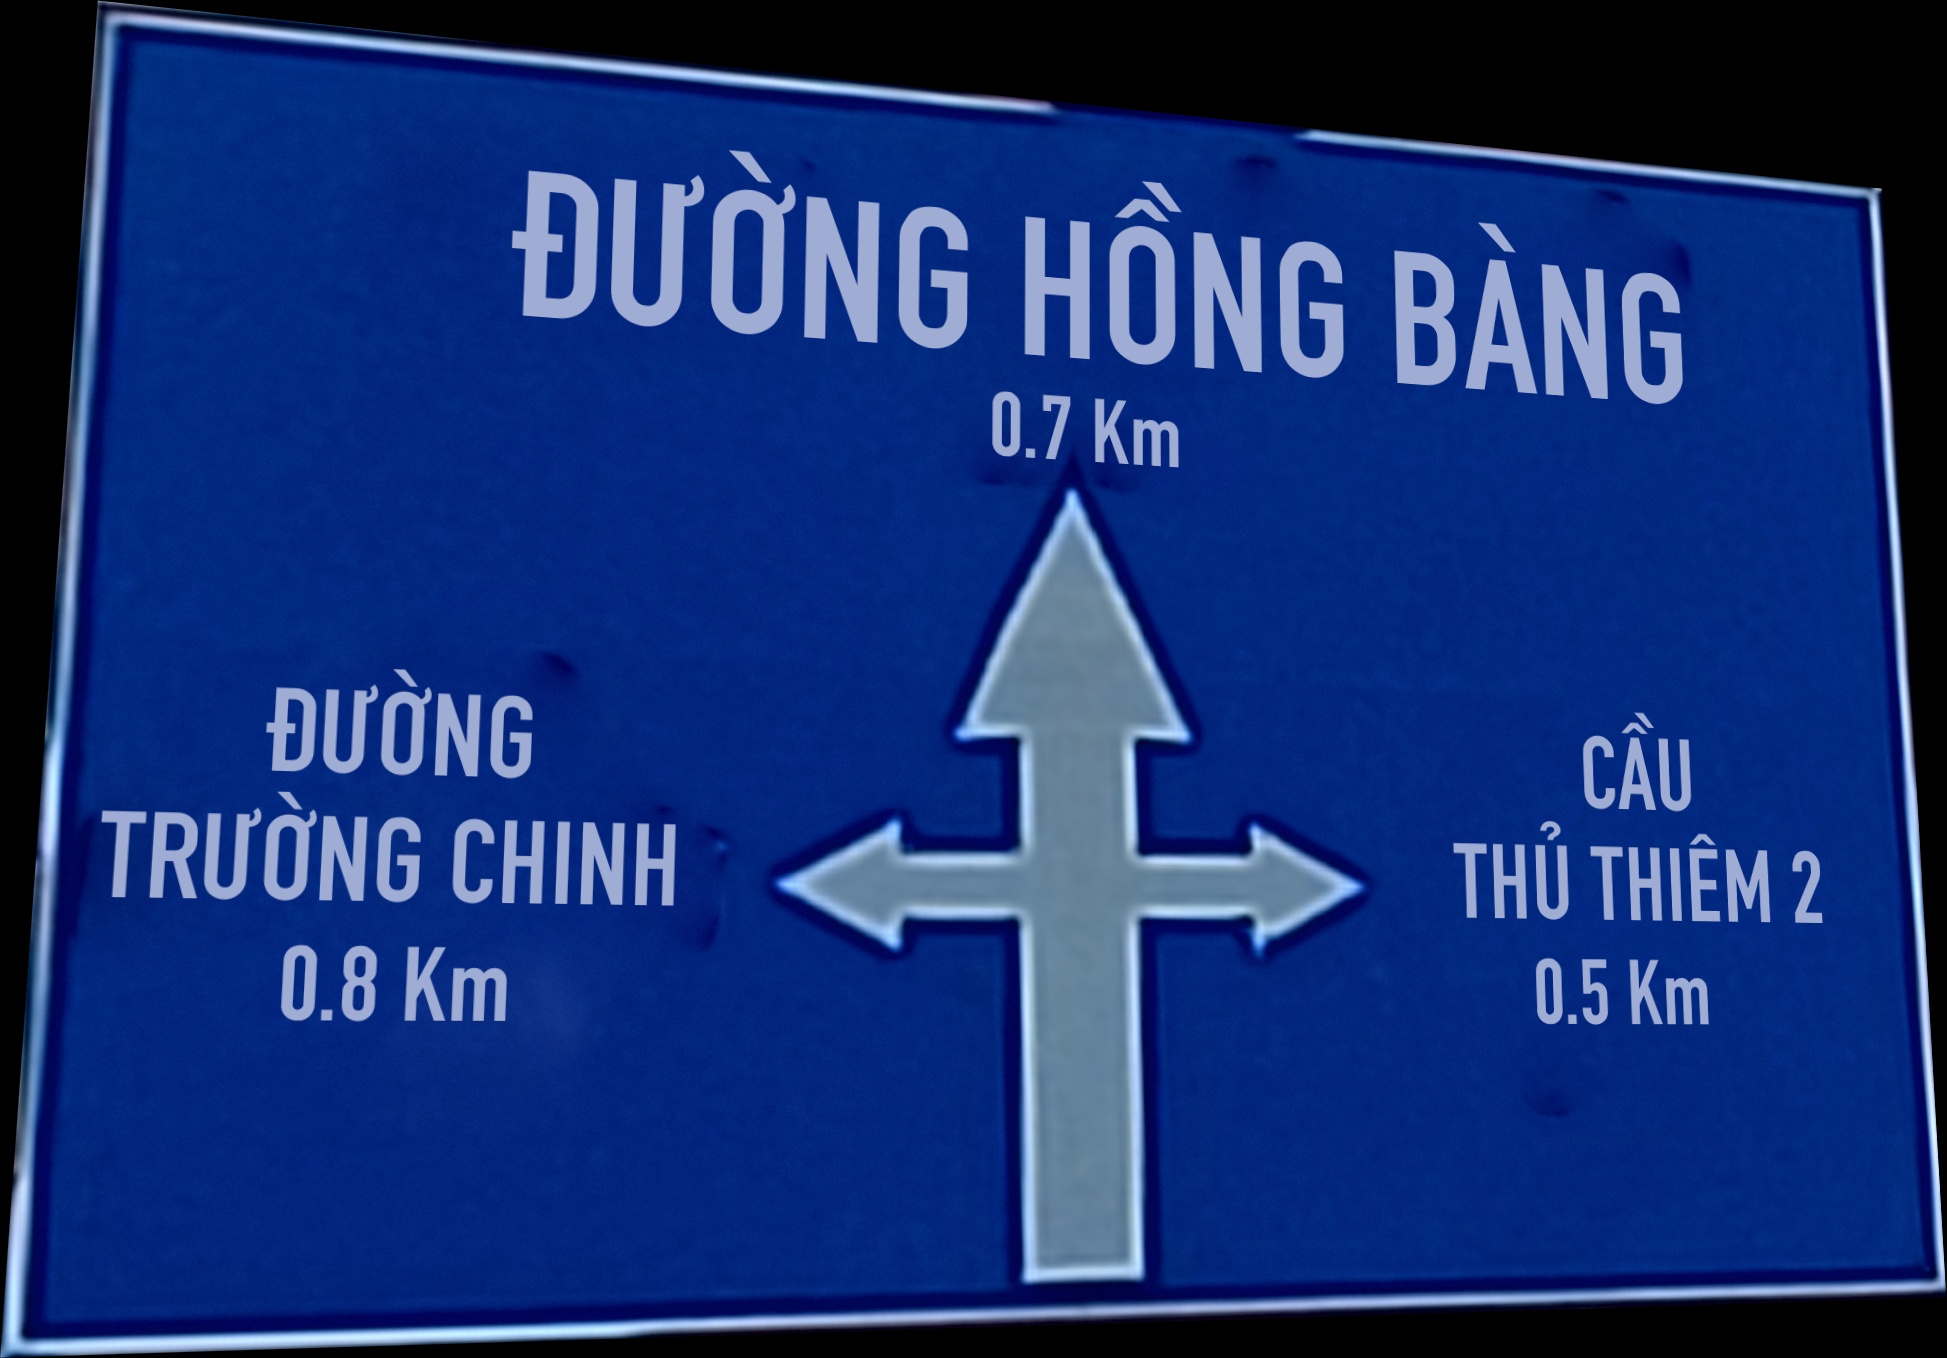 ĐƯỜNG HỒNG BÀNG
0.7 Km
ĐƯỜNG
TRƯỜNG CHINH
0.8 Km
CẦU
THỦ THIÊM 2
0.5 Km